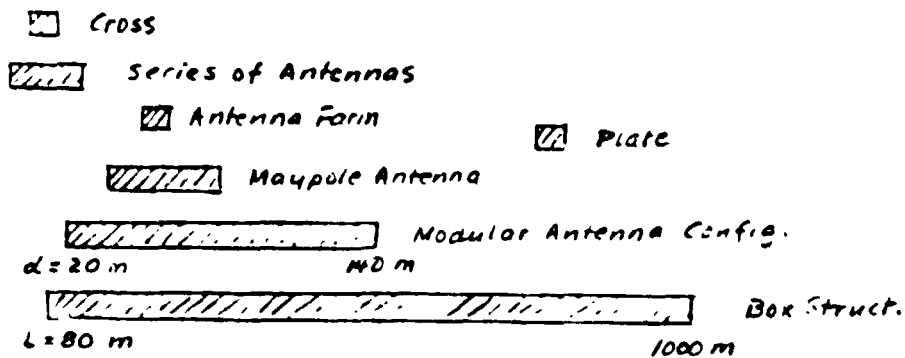 Cross
Series of Antennas
Antenna Farm
Plate
Maypole Antenna
Modular Antenna Config.
d = 20 m 140 m
Box Struct.
L = 80 m 1000 m